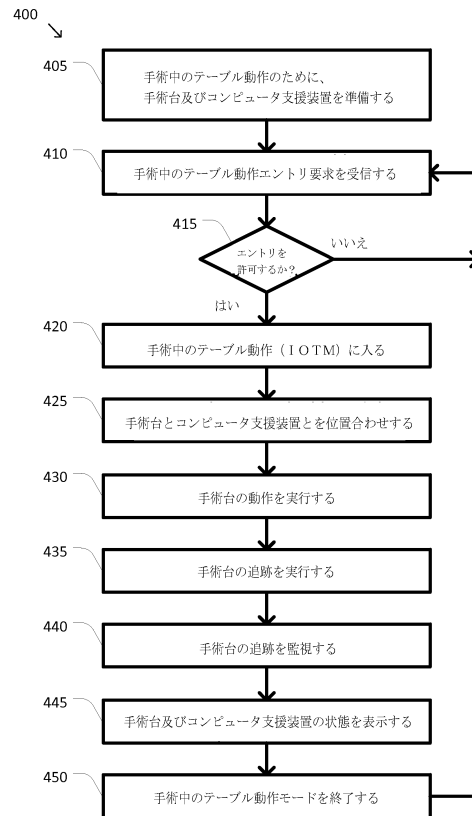 400
405
手術中のテーブル動作のために、
手術台及びコンピュータ支援装置を準備する
410
手術中のテーブル動作エントリ要求を受信する
415
エントリを
許可するか？
いいえ
はい
420
手術中のテーブル動作（ＩＯＴＭ）に入る
425
手術台とコンピュータ支援装置とを位置合わせする
430
手術台の動作を実行する
435
手術台の追跡を実行する
440
手術台の追跡を監視する
445
手術台及びコンピュータ支援装置の状態を表示する
450
手術中のテーブル動作モードを終了する